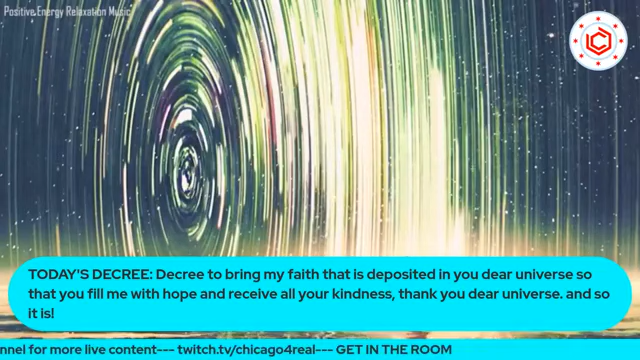 Positive Energy Relaxation Music
TODAY'S DECREE: Decree to bring my faith that is deposited in you dear universe so
that you fill me with hope and receive all your kindness, thank you dear universe. and so
it is!
nnel for more live content--- twitch.tv/chicago4real--- GET IN THE ROOM